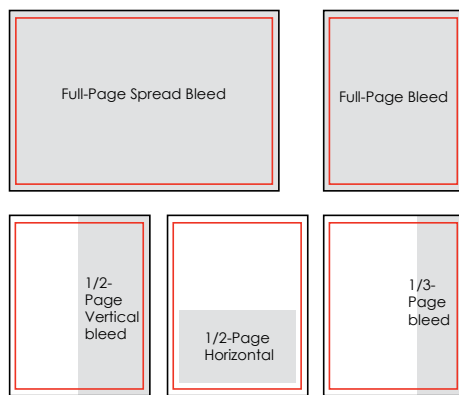 Full-Page Spread Bleed
Full-Page Bleed
1/2-
Page
Vertical
bleed
1/2-Page
Horizontal
1/3-
Page
bleed